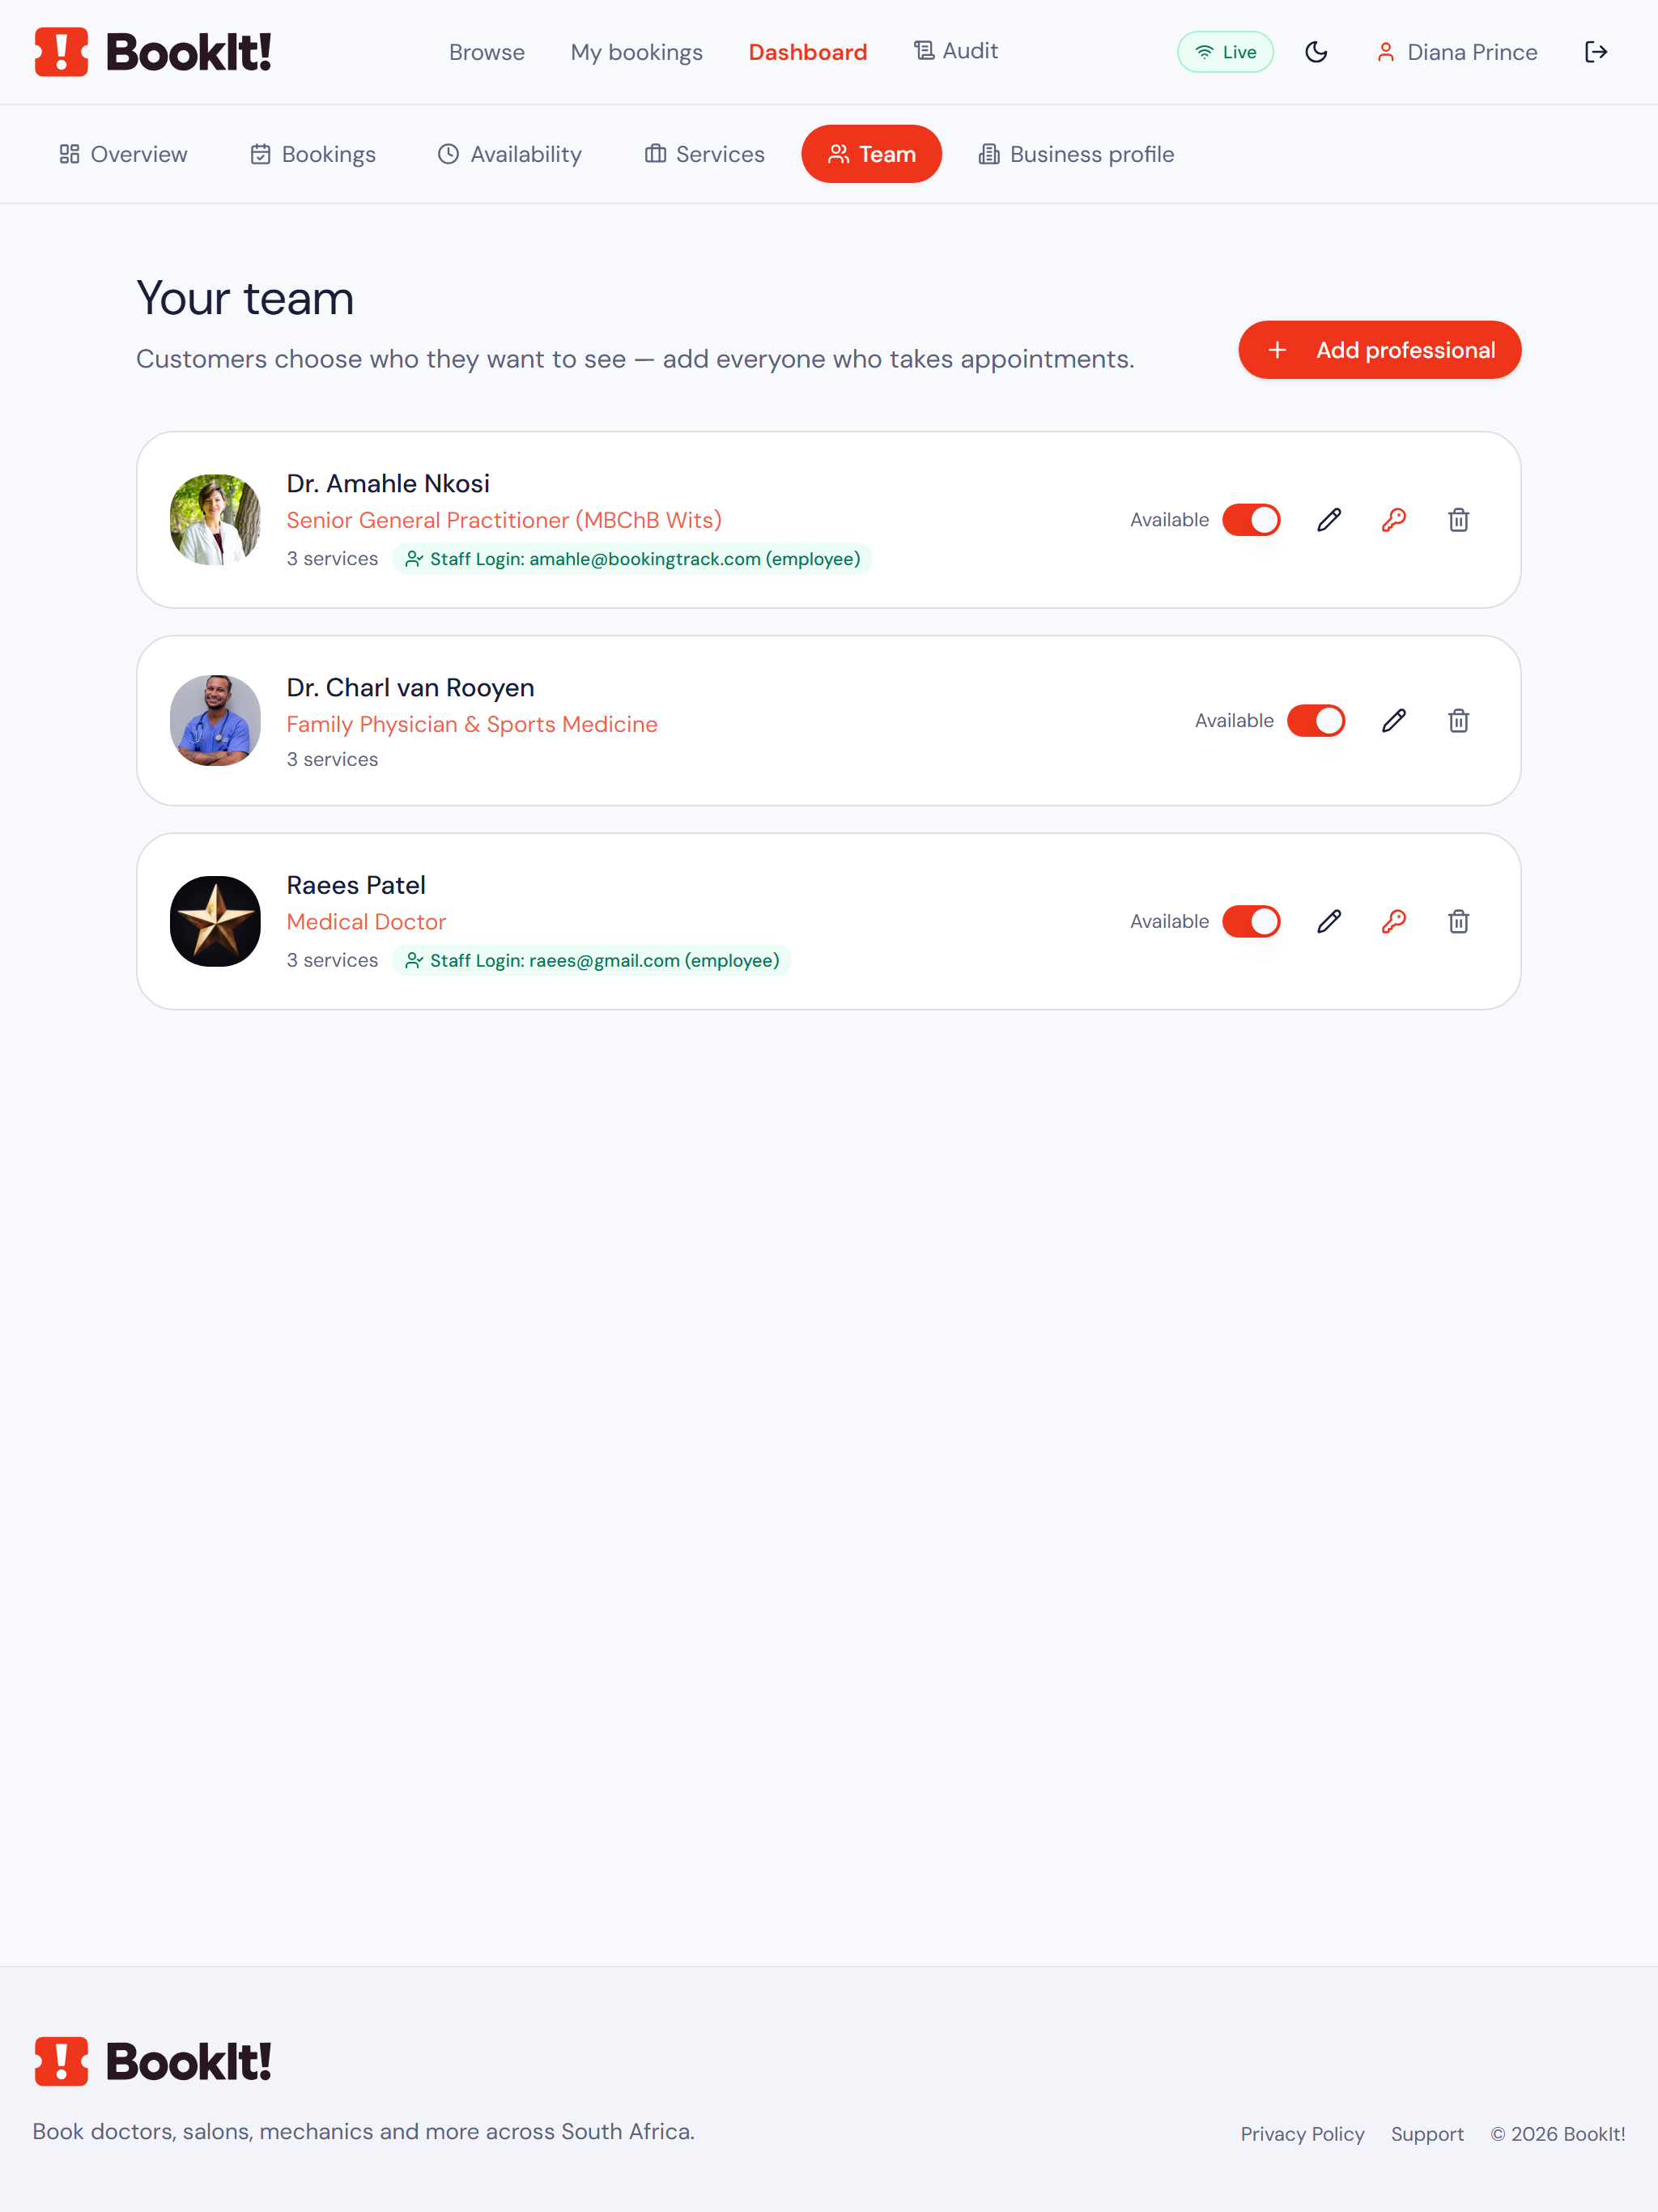 BookIt!
Browse
My bookings
Dashboard
Audit
Live
Diana Prince
Overview
Bookings
Availability
Services
Team
Business profile
Your team
Customers choose who they want to see — add everyone who takes appointments.
Add professional
Dr. Amahle Nkosi
Senior General Practitioner (MBChB Wits)
3 services
Staff Login: amahle@bookingtrack.com (employee)
Available
Dr. Charl van Rooyen
Family Physician & Sports Medicine
3 services
Available
Raees Patel
Medical Doctor
3 services
Staff Login: raees@gmail.com (employee)
Available
BookIt!
Book doctors, salons, mechanics and more across South Africa.
Privacy Policy
Support
© 2026 BookIt!